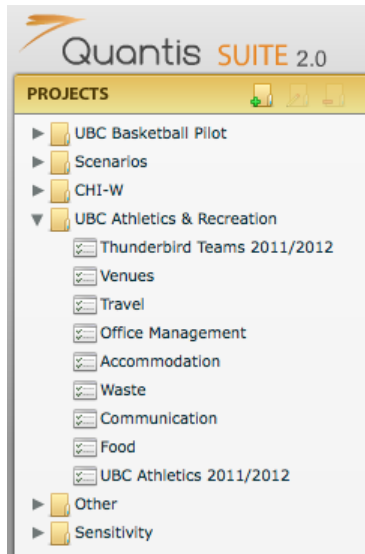 Quantis SUITE 2.0
PROJECTS
UBC Basketball Pilot
Scenarios
CHI-W
UBC Athletics & Recreation
Thunderbird Teams 2011/2012
Venues
Travel
Office Management
Accommodation
Waste
Communication
Food
UBC Athletics 2011/2012
Other
Sensitivity